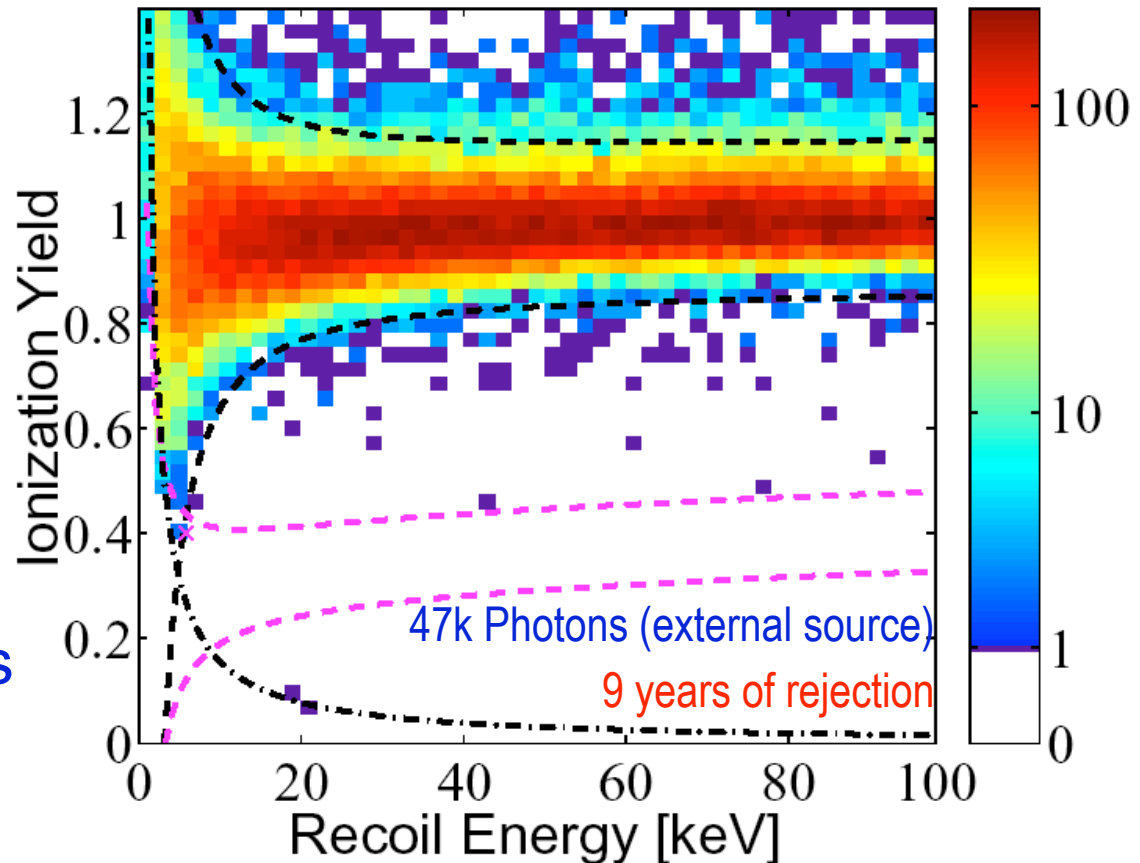 1.2
1
0.8
0.6
0.4
0.2
0
Ionization Yield
s
47k Photons (external source)
9 years of rejection
0 20 40 60 80 100
Recoil Energy [keV]
100
10
1
0